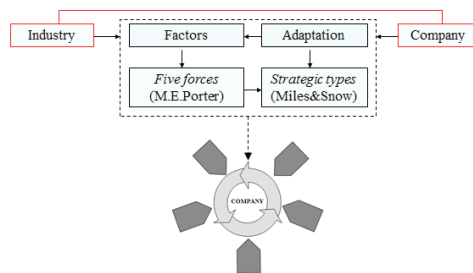 Industry
Factors
Adaptation
Company
Five forces
(M.E.Porter)
Strategic types
(Miles&Snow)
COMPANY